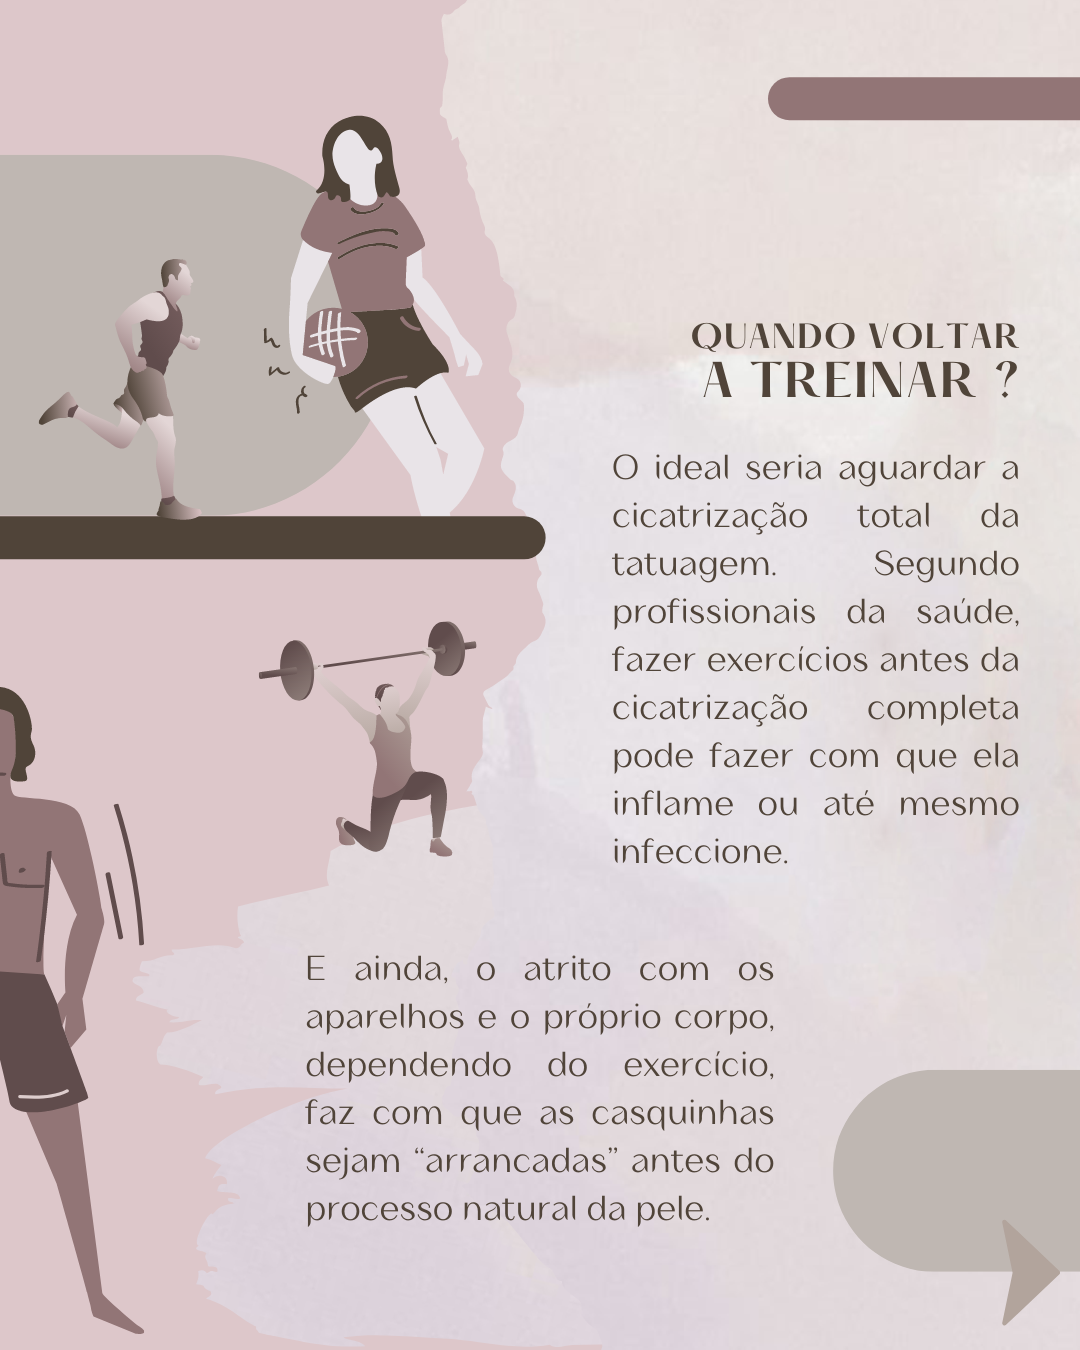 QUANDO VOLTAR
A TREINAR ?
O ideal seria aguardar a
cicatrização total da
tatuagem. Segundo
profissionais da saúde,
fazer exercícios antes da
cicatrização completa
pode fazer com que ela
inflame ou até mesmo
infeccione.
E ainda, o atrito com os
aparelhos e o próprio corpo,
dependendo do exercício,
faz com que as casquinhas
sejam “arrancadas” antes do
processo natural da pele.